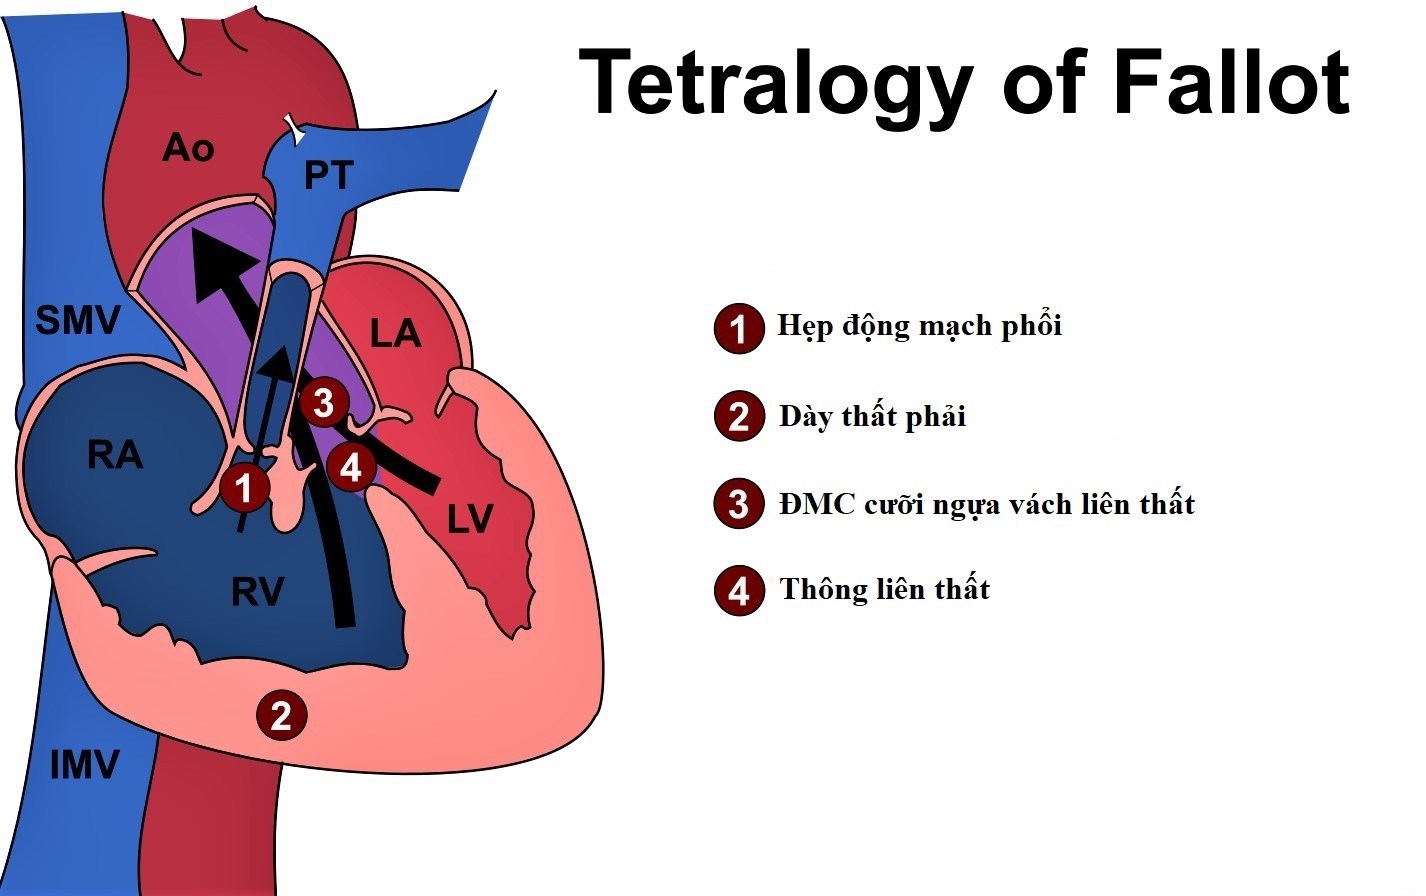 Tetralogy of Fallot
Ao
PT
SMV
LA
1 Hẹp động mạch phổi
3
2 Dày thất phải
RA
4
1
3 ĐMC cưỡi ngựa vách liên thất
LV
RV
4 Thông liên thất
2
IMV